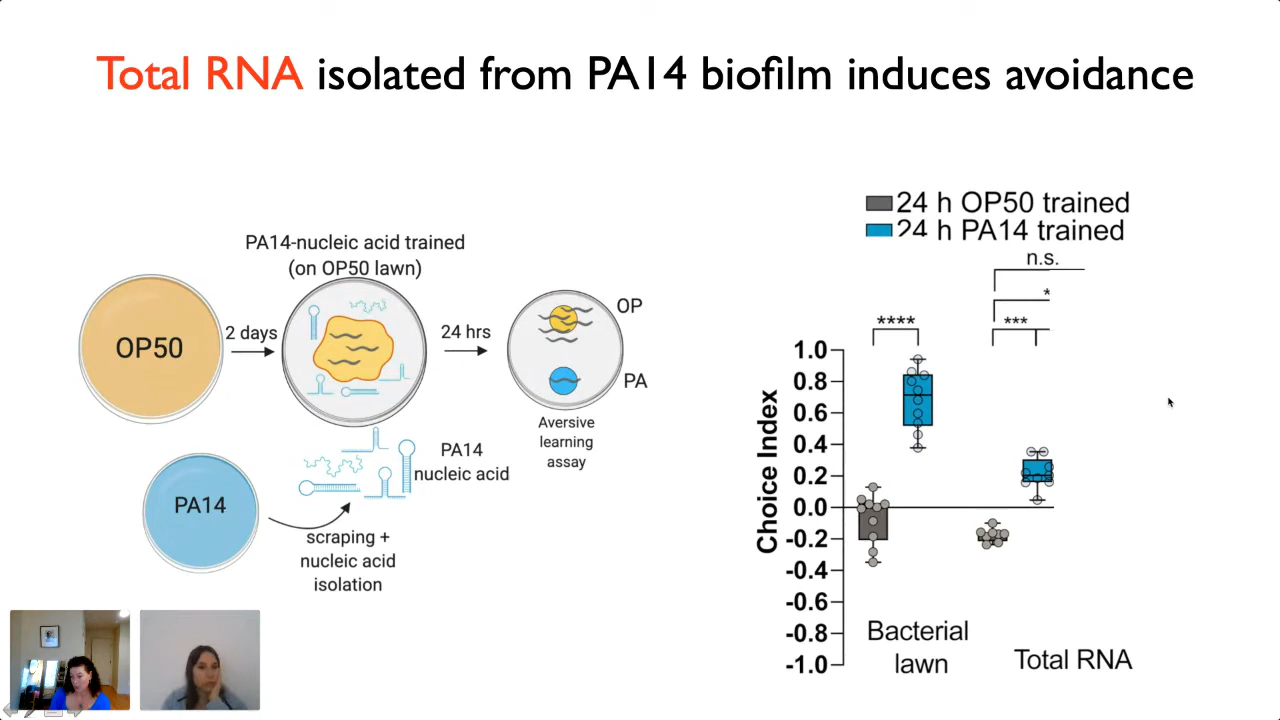 Total RNA isolated from PA14 biofilm induces avoidance
PA14-nucleic acid trained
(on OP50 lawn)
OP50
2 days
24 hrs
OP
PA
Aversive
learning
assay
PA14
nucleic acid
PA14
scraping +
nucleic acid
isolation
24 h OP50 trained
24 h PA14 trained
n.s.
*
****
***
1.0
0.8
0.6
0.4
0.2
0.0
-0.2
-0.4
-0.6
-0.8
-1.0
Choice Index
Bacterial
lawn
Total RNA